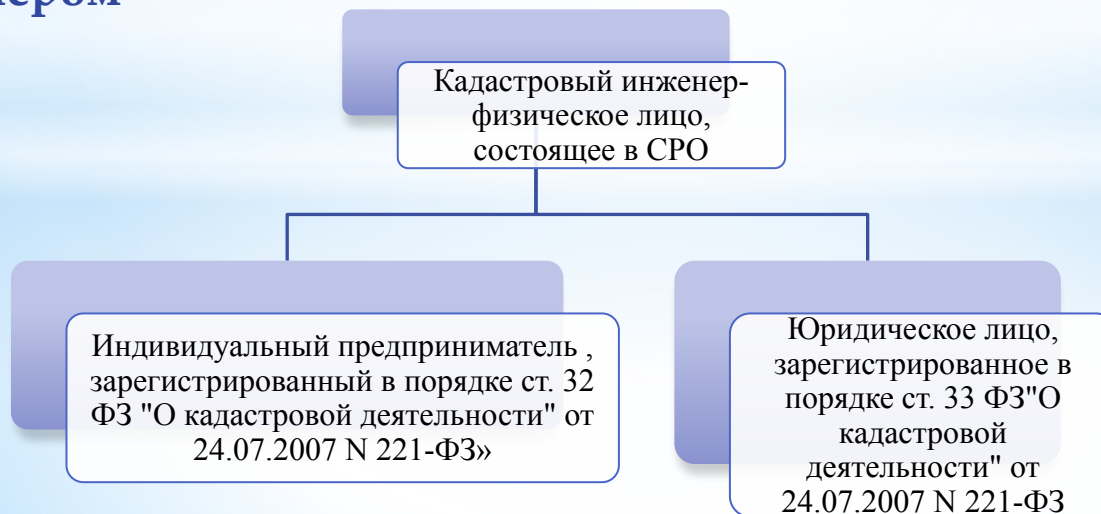 Кадастровый инженер-
физическое лицо,
состоящее в СРО
Индивидуальный предприниматель ,
зарегистрированный в порядке ст. 32
ФЗ "О кадастровой деятельности" от
24.07.2007 N 221-ФЗ»
Юридическое лицо,
зарегистрированное в
порядке ст. 33 ФЗ"О
кадастровой
деятельности" от
24.07.2007 N 221-ФЗ